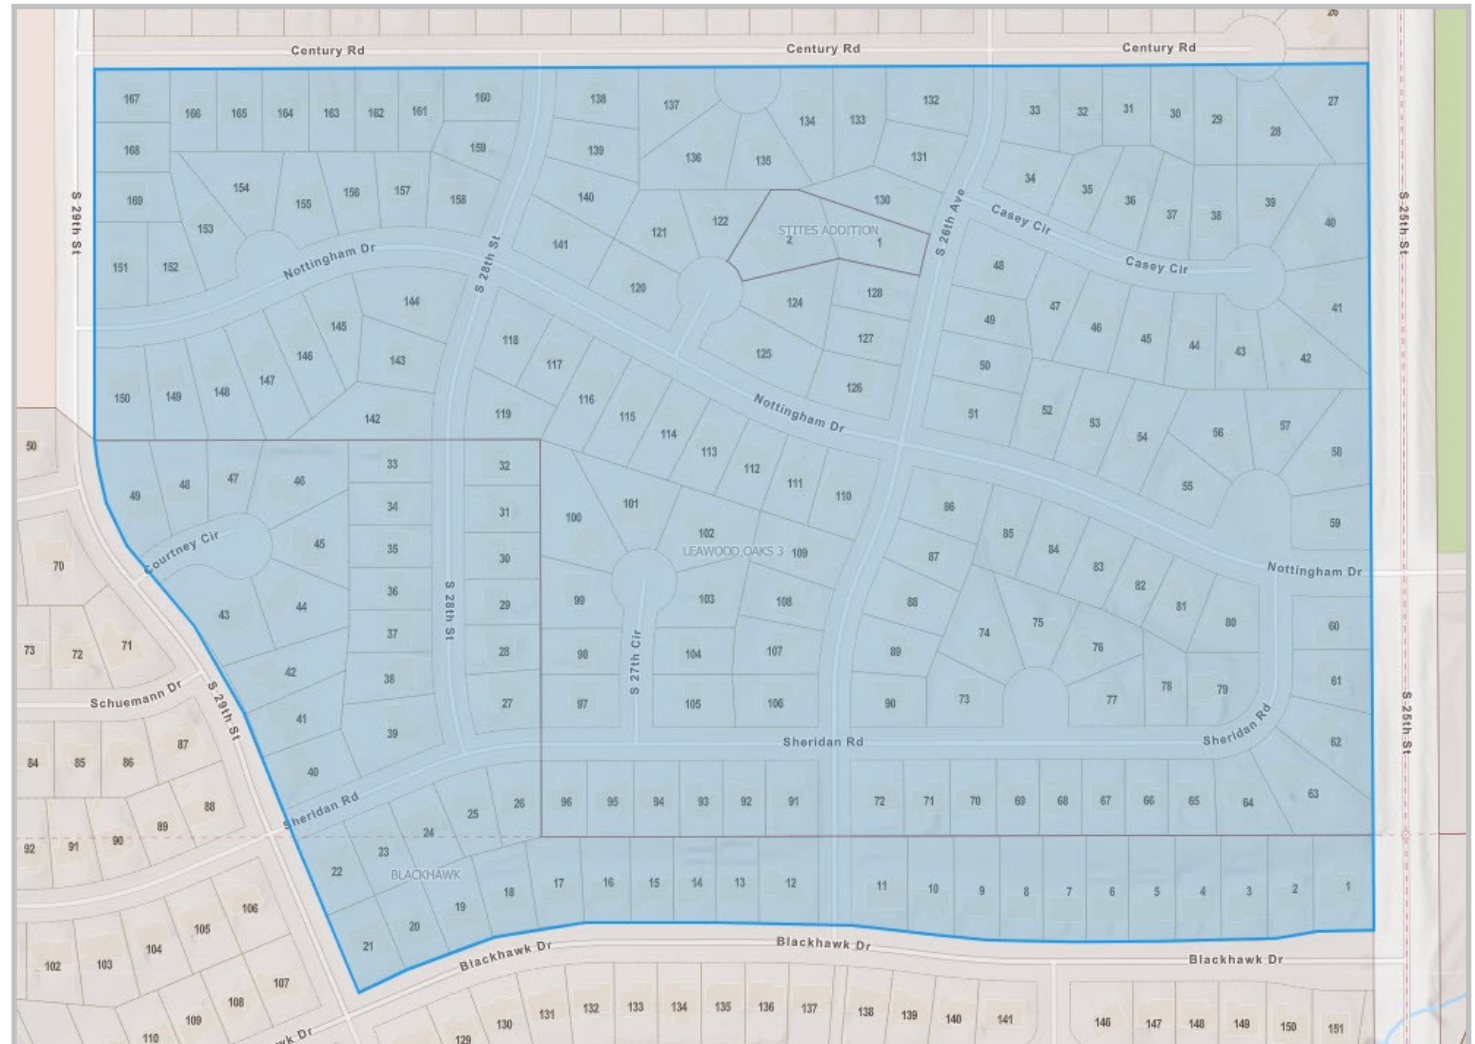 26
Century Rd Century Rd Century Rd
167 166 165 164 163 162 161 160 138 137 134 133 132 33 32 31 30 29 28 27
168 159 139 136 135 131 34 35 36 37 38 39 40
169 154 155 156 157 158 140 121 122 130
153 141 STITES ADDITION
2 1
S 29th St S 28th St S 26th Ave Casey Cir Casey Cir S 25th St
151 152 Nottingham Dr 144 120 124 128 48 47 46 45 44 43 42 41
145 118 127 49
146 143 117 125 50
150 149 148 147 142 119 116 115 114 126 51 52 53 54 56 57 58
Nottingham Dr
50 49 48 47 46 33 32 113 112 111 110 55
34 31 100 101 86 59
45 35 30 102 109 85 84 83
LEAWOOD OAKS 3
Courtney Cir
70 87 Nottingham Dr
43 44 36 29 99 103 108 88 82 81 80 60
S 28th St S 27th Cir
73 72 71 37 28 98 104 107 89 74 75 76
42 38 78 79 61
Schuemann Dr
S 29th St
41 39 27 97 105 106 90 73 77 62
84 85 86 87 Sheridan Rd Sheridan Rd S 25th St
40
Sheridan Rd
88 25 26 96 95 94 93 92 91 72 71 70 69 68 67 66 65 64 63
92 91 90 89 23 24
22 BLACKHAWK
21 20 19 18 17 16 15 14 13 12 11 10 9 8 7 6 5 4 3 2 1
106 105 104 103 102
Blackhawk Dr Blackhawk Dr Blackhawk Dr
107 108 109 110
wk Dr
129 130 131 132 133 134 135 136 137 138 139 140 141 146 147 148 149 150 151